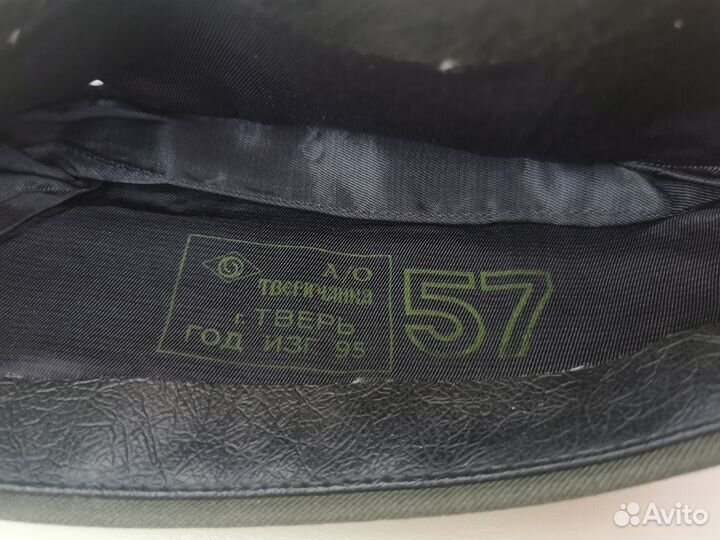 А/О
ТВЕРИЧАНКА
г. ТВЕРЬ
ГОД ИЗГ 95
57
Avito